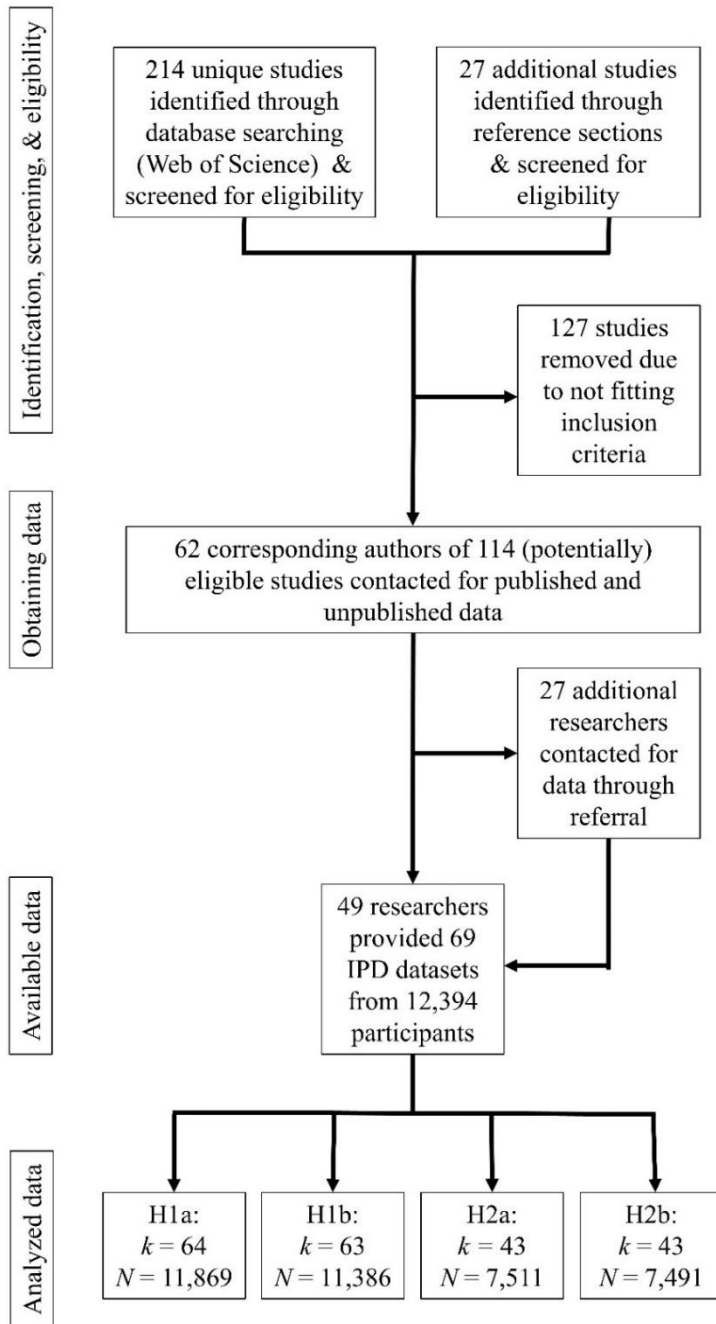 Identification, screening, & eligibility
214 unique studies
identified through
database searching
(Web of Science) &
screened for eligibility
27 additional studies
identified through
reference sections
& screened for
eligibility
127 studies
removed due
to not fitting
inclusion
criteria
Obtaining data
62 corresponding authors of 114 (potentially)
eligible studies contacted for published and
unpublished data
27 additional
researchers
contacted for
data through
referral
Available data
49 researchers
provided 69
IPD datasets
from 12,394
participants
Analyzed data
H1a:
k = 64
N = 11,869
H1b:
k = 63
N = 11,386
H2a:
k = 43
N = 7,511
H2b:
k = 43
N = 7,491